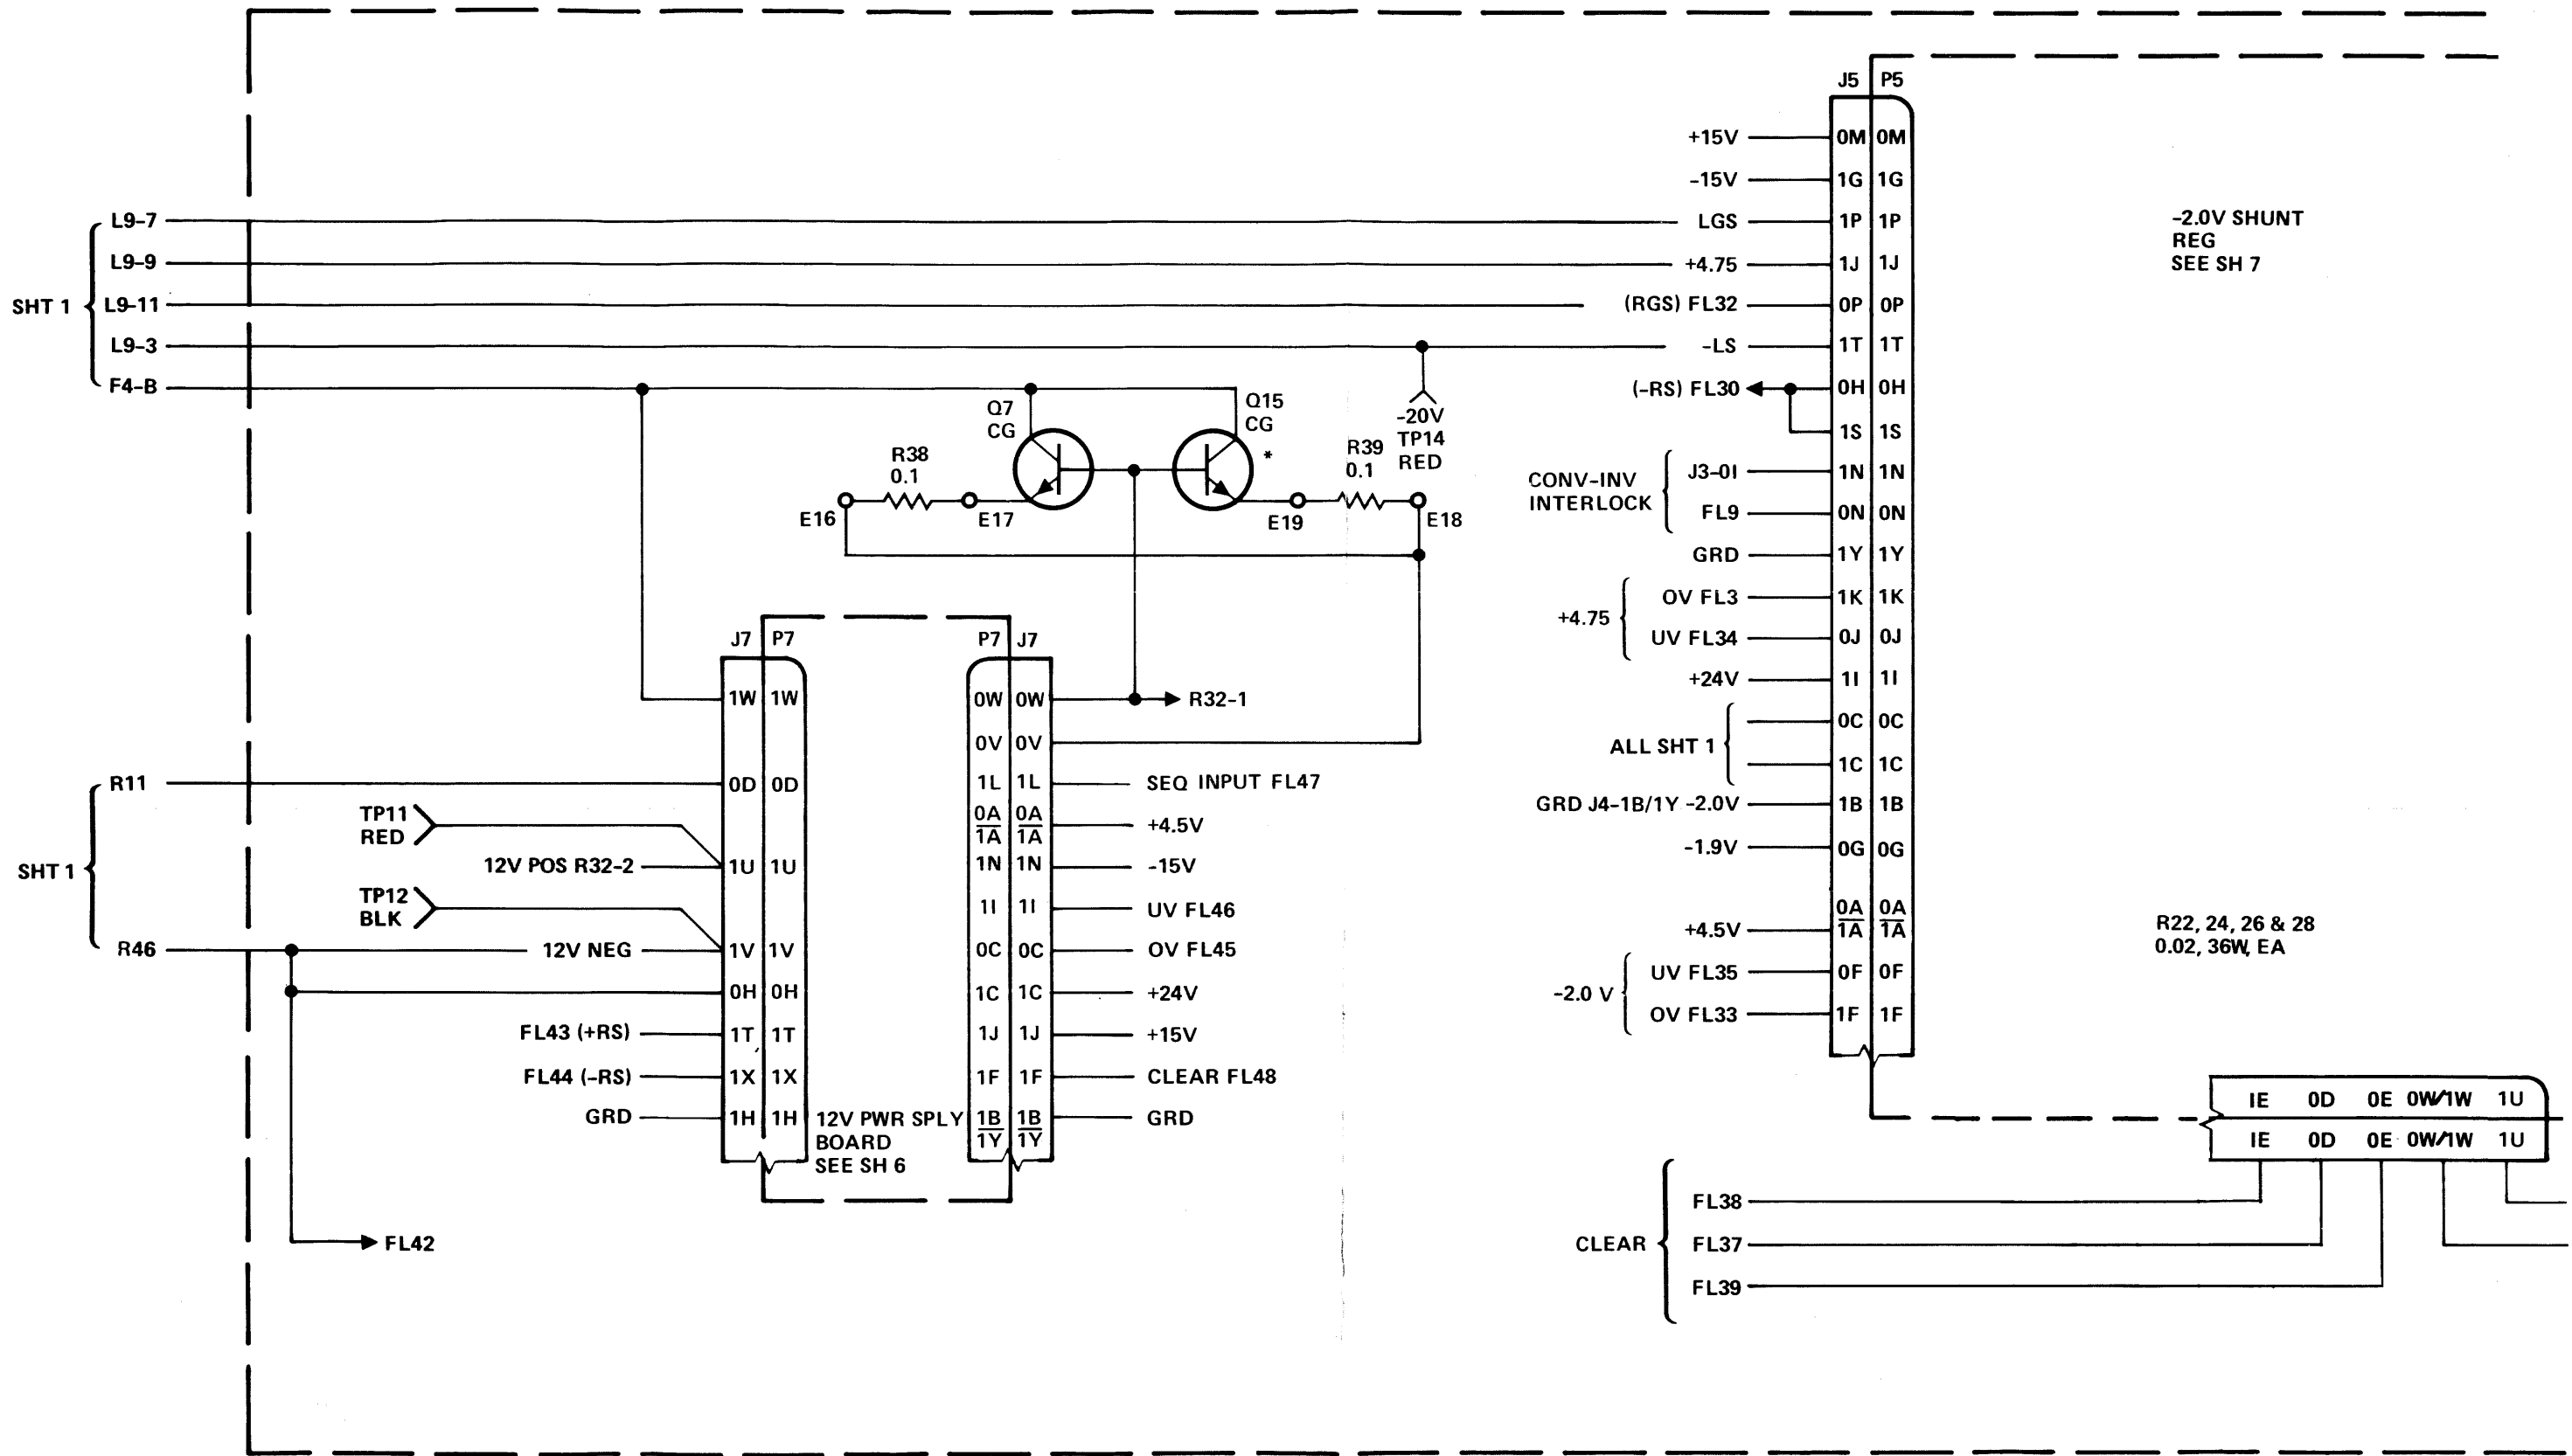 SHT 1
L9-7
L9-9
L9-11
L9-3
F4-B
Q7
CG
Q15
CG
*
R38
0.1
R39
0.1
-20V
TP14
RED
E16
E17
E19
E18
J7 P7
1W 1W
0D 0D
1U 1U
1V 1V
0H 0H
1T 1T
1X 1X
1H 1H
P7 J7
0W 0W
0V 0V
1L 1L
0A 0A
1A 1A
1N 1N
1I 1I
0C 0C
1C 1C
1J 1J
1F 1F
1B 1B
1Y 1Y
R32-1
SEQ INPUT FL47
+4.5V
-15V
UV FL46
OV FL45
+24V
+15V
CLEAR FL48
GRD
12V PWR SPLY
BOARD
SEE SH 6
SHT 1
R11
TP11
RED
12V POS R32-2
TP12
BLK
R46
12V NEG
FL43 (+RS)
FL44 (-RS)
GRD
FL42
J5 P5
+15V 0M 0M
-15V 1G 1G
LGS 1P 1P
+4.75 1J 1J
(RGS) FL32 0P 0P
-LS 1T 1T
(-RS) FL30 0H 0H
1S 1S
CONV-INV
INTERLOCK
J3-0I 1N 1N
FL9 0N 0N
GRD 1Y 1Y
+4.75
OV FL3 1K 1K
UV FL34 0J 0J
+24V 1I 1I
ALL SHT 1
0C 0C
1C 1C
GRD J4-1B/1Y -2.0V 1B 1B
-1.9V 0G 0G
0A 0A
+4.5V 1A 1A
-2.0 V
UV FL35 0F 0F
OV FL33 1F 1F
-2.0V SHUNT
REG
SEE SH 7
R22, 24, 26 & 28
0.02, 36W, EA
IE 0D 0E 0W/1W 1U
IE 0D 0E 0W/1W 1U
CLEAR
FL38
FL37
FL39